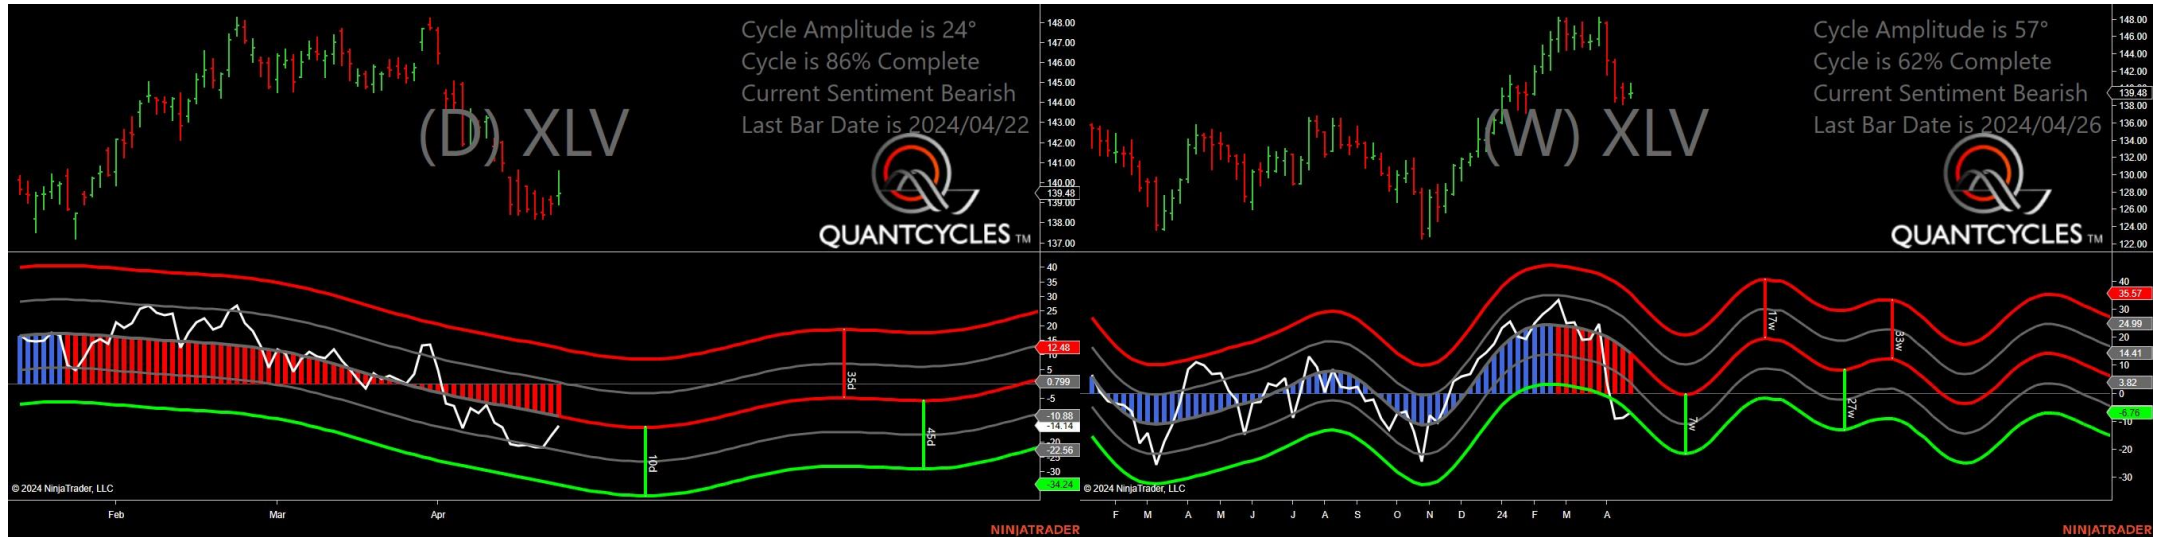 Cycle Amplitude is 24°
Cycle is 86% Complete
Current Sentiment Bearish
Last Bar Date is 2024/04/22
(D) XLV
QUANTCYCLES TM
148.00
147.00
146.00
145.00
144.00
143.00
142.00
141.00
140.00
139.48
139.00
138.00
137.00
40
35
30
25
20
15
12.48
10
5
0.799
-5
-10.88
-14.14
-20
-22.56
-25
-30
-34.24
35d
10d
45d
© 2024 NinjaTrader, LLC
Feb Mar Apr
NINJATRADER
Cycle Amplitude is 57°
Cycle is 62% Complete
Current Sentiment Bearish
Last Bar Date is 2024/04/26
(W) XLV
QUANTCYCLES TM
148.00
146.00
144.00
142.00
139.48
138.00
136.00
134.00
132.00
130.00
128.00
126.00
124.00
122.00
40
35.57
30
24.99
20
14.41
10
3.82
0
-6.76
-10
-20
-30
17w
33w
7w
27w
© 2024 NinjaTrader, LLC
F M A M J J A S O N D 24 F M A
NINJATRADER